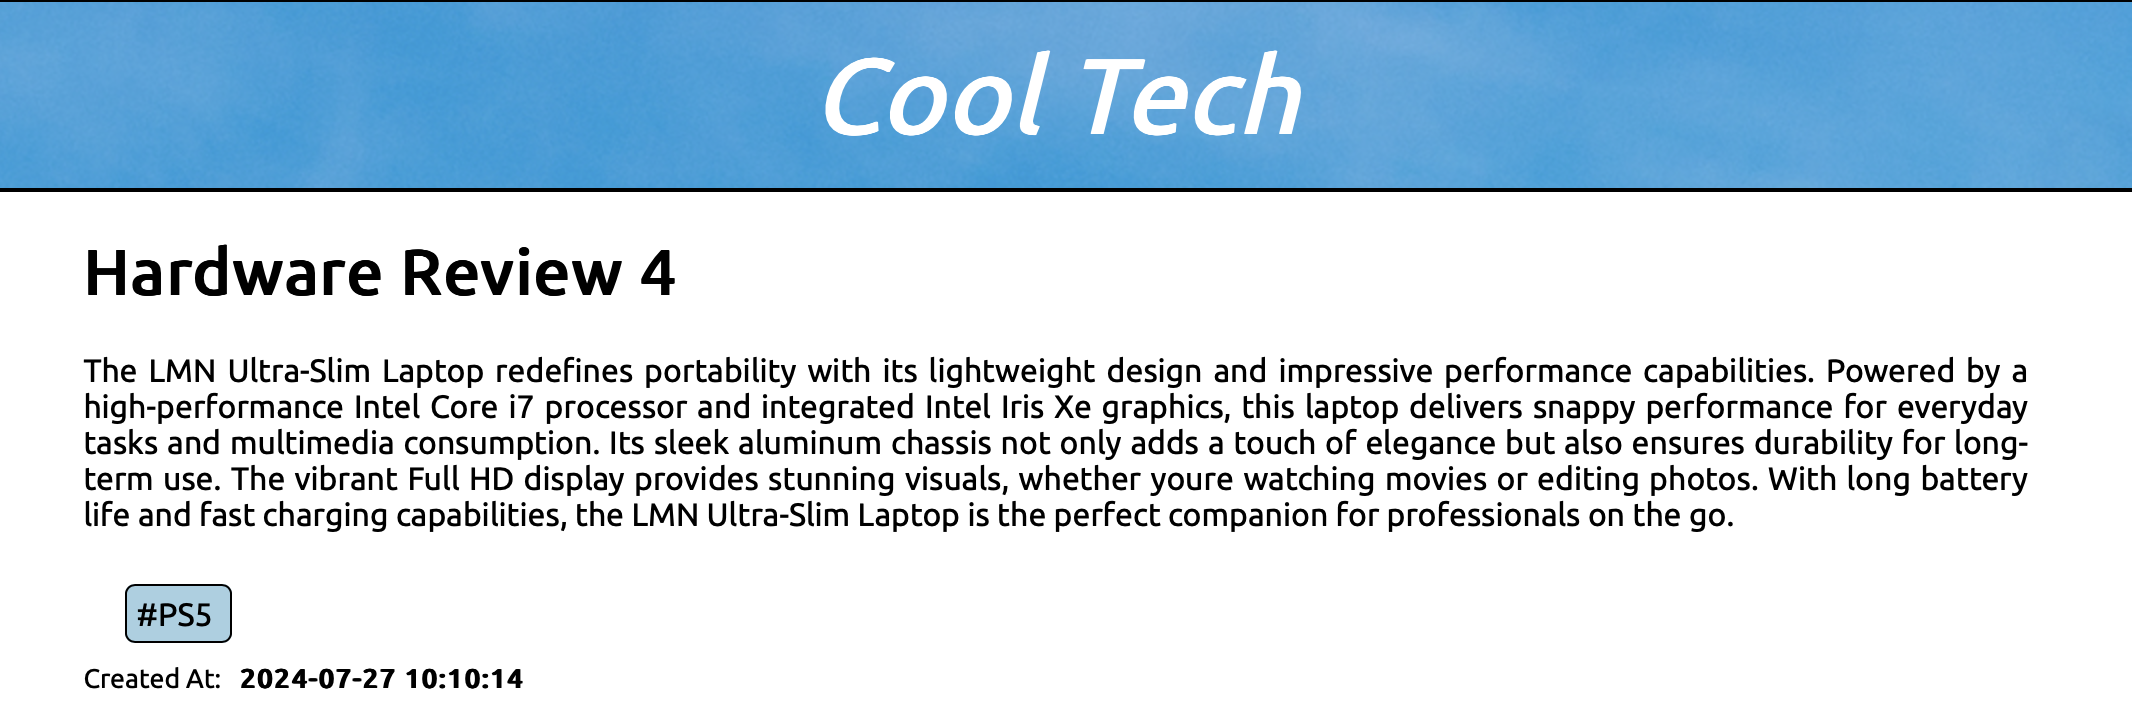 Cool Tech
Hardware Review 4
The LMN Ultra-Slim Laptop redefines portability with its lightweight design and impressive performance capabilities. Powered by a
high-performance Intel Core i7 processor and integrated Intel Iris Xe graphics, this laptop delivers snappy performance for everyday
tasks and multimedia consumption. Its sleek aluminum chassis not only adds a touch of elegance but also ensures durability for long-
term use. The vibrant Full HD display provides stunning visuals, whether youre watching movies or editing photos. With long battery
life and fast charging capabilities, the LMN Ultra-Slim Laptop is the perfect companion for professionals on the go.
#PS5
Created At: 2024-07-27 10:10:14